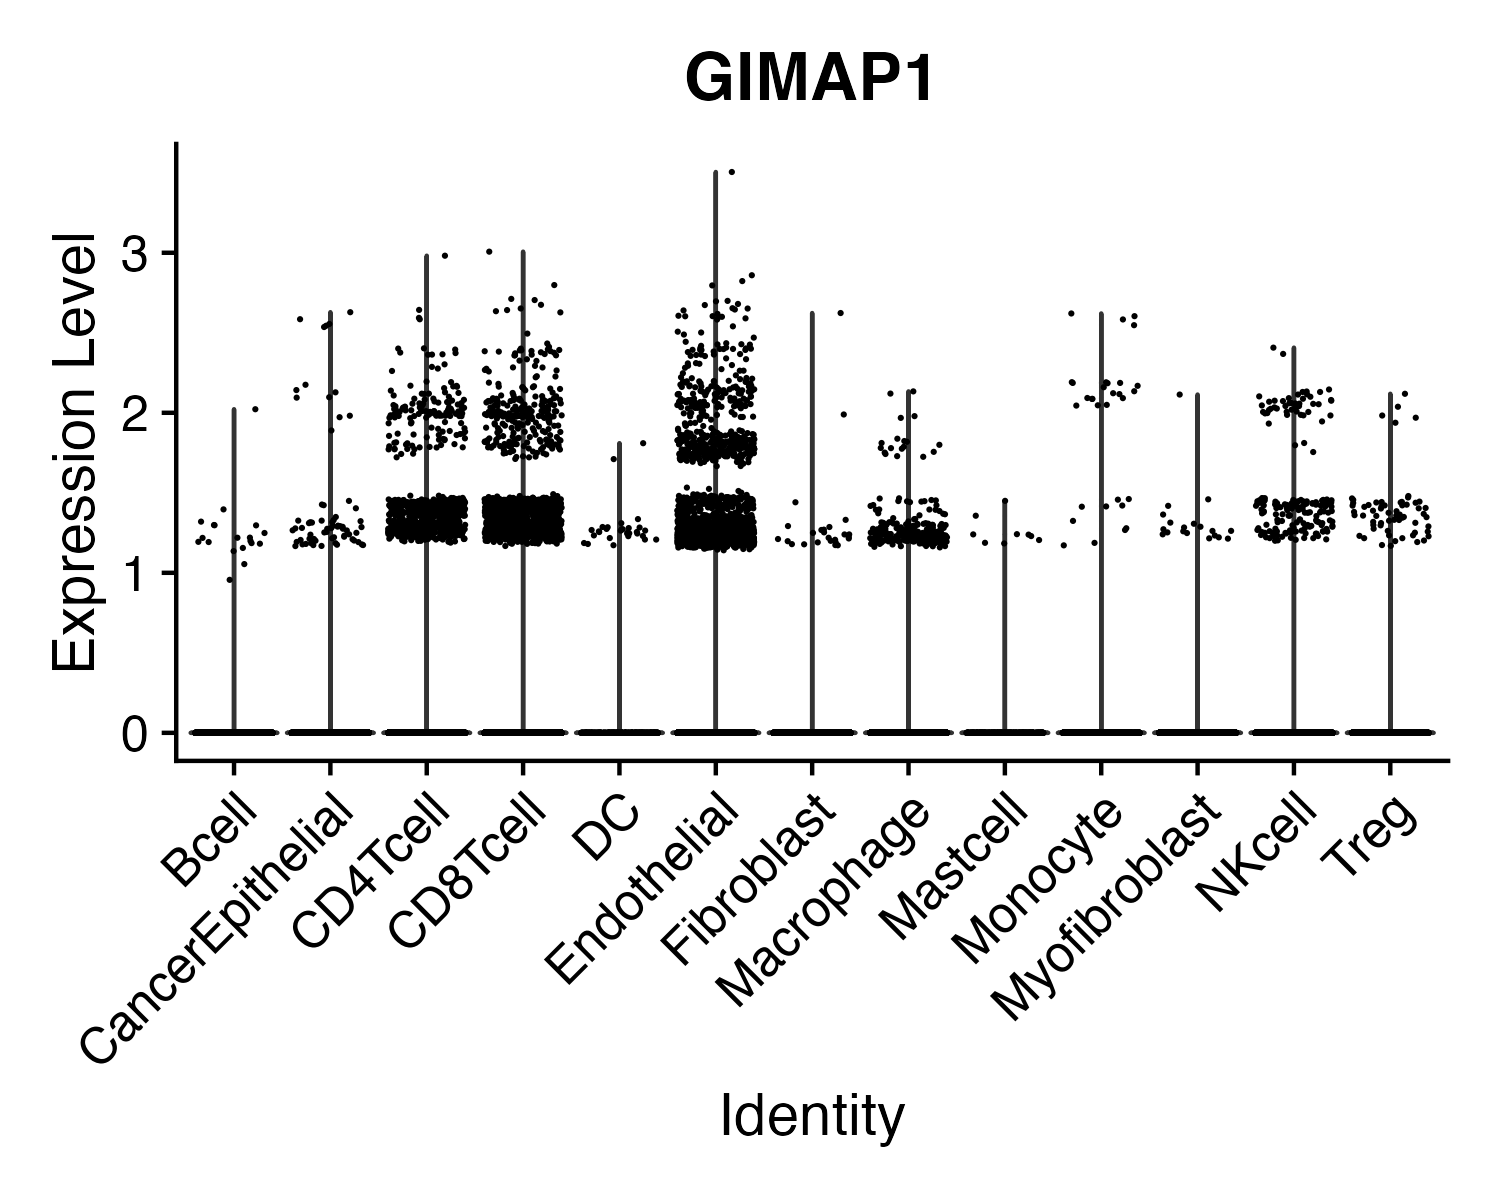 GIMAP1
Expression Level
3
2
1
0
Bcell
CancerEpithelial
CD4Tcell
CD8Tcell
DC
Endothelial
Fibroblast
Macrophage
Mastcell
Monocyte
Myofibroblast
NKcell
Treg
Identity